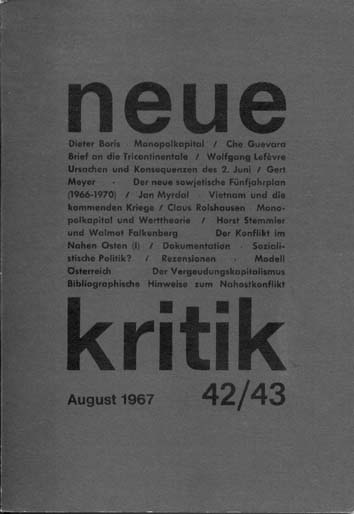 neue
Dieter Boris Monopolkapital / Che Guevara
Brief an die Tricontinentale / Wolfgang Lefèvre
Ursachen und Konsequenzen des 2. Juni / Gert
Meyer · Der neue sowjetische Fünfjahrplan
(1966-1970) / Jan Myrdal · Vietnam und die
kommenden Kriege / Claus Rolshausen Mono-
polkapital und Werttheorie / Horst Stemmler
und Walmot Falkenberg Der Konflikt im
Nahen Osten (I) / Dokumentation · Soziali-
stische Politik? / Rezensionen · Modell
Österreich Der Vergeudungskapitalismus
Bibliographische Hinweise zum Nahostkonflikt
kritik
August 1967 42/43